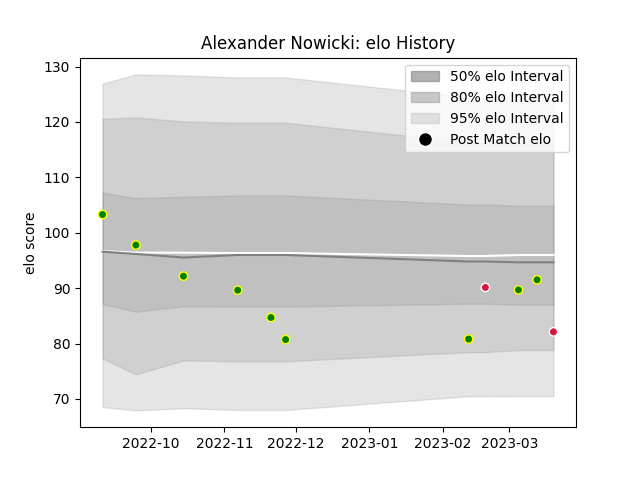 Alexander Nowicki: elo History
130
120
110
100
90
80
70
elo score
50% elo Interval
80% elo Interval
95% elo Interval
Post Match elo
2022-10
2022-11
2022-12
2023-01
2023-02
2023-03